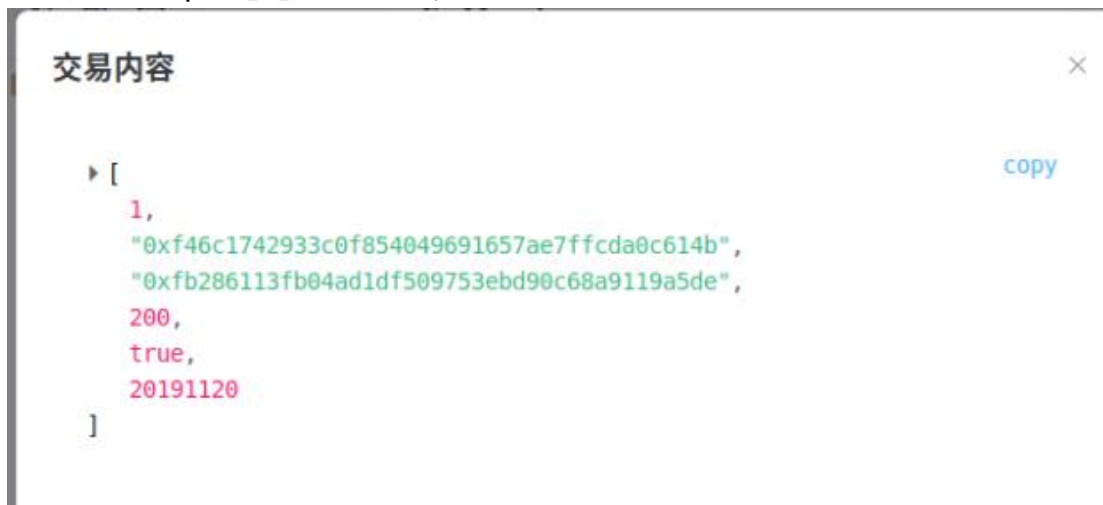 交易内容
×
copy
[
1,
"0xf46c1742933c0f854049691657ae7ffcda0c614b",
"0xfb286113fb04ad1df509753ebd90c68a9119a5de",
200,
true,
20191120
]